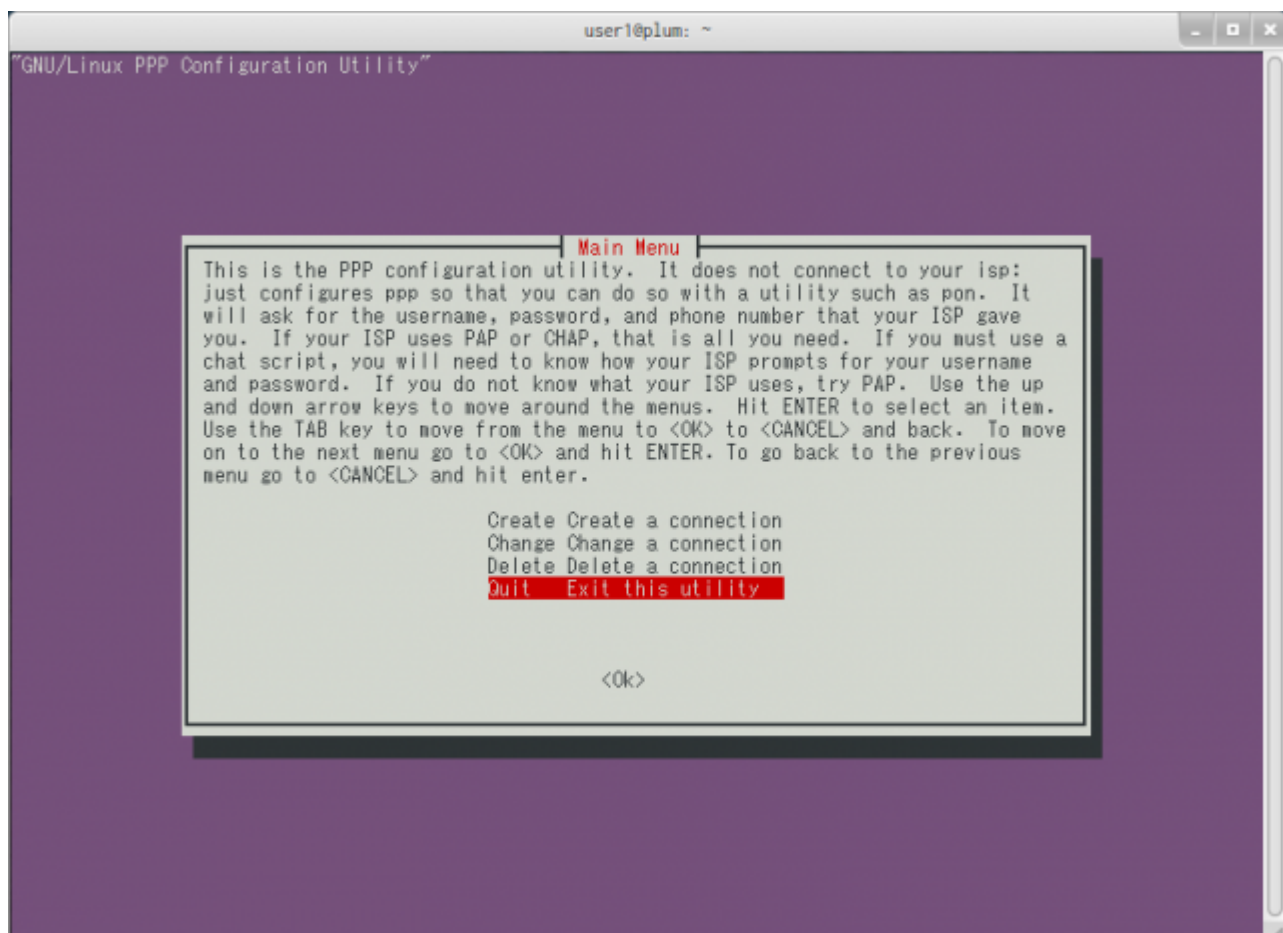 user1@plum: ~
"GNU/Linux PPP Configuration Utility"
Main Menu
This is the PPP configuration utility.  It does not connect to your isp:
just configures ppp so that you can do so with a utility such as pon.  It
will ask for the username, password, and phone number that your ISP gave
you.  If your ISP uses PAP or CHAP, that is all you need.  If you must use a
chat script, you will need to know how your ISP prompts for your username
and password.  If you do not know what your ISP uses, try PAP.  Use the up
and down arrow keys to move around the menus.  Hit ENTER to select an item.
Use the TAB key to move from the menu to <OK> to <CANCEL> and back.  To move
on to the next menu go to <OK> and hit ENTER. To go back to the previous
menu go to <CANCEL> and hit enter.
Create Create a connection
Change Change a connection
Delete Delete a connection
Quit   Exit this utility
<Ok>